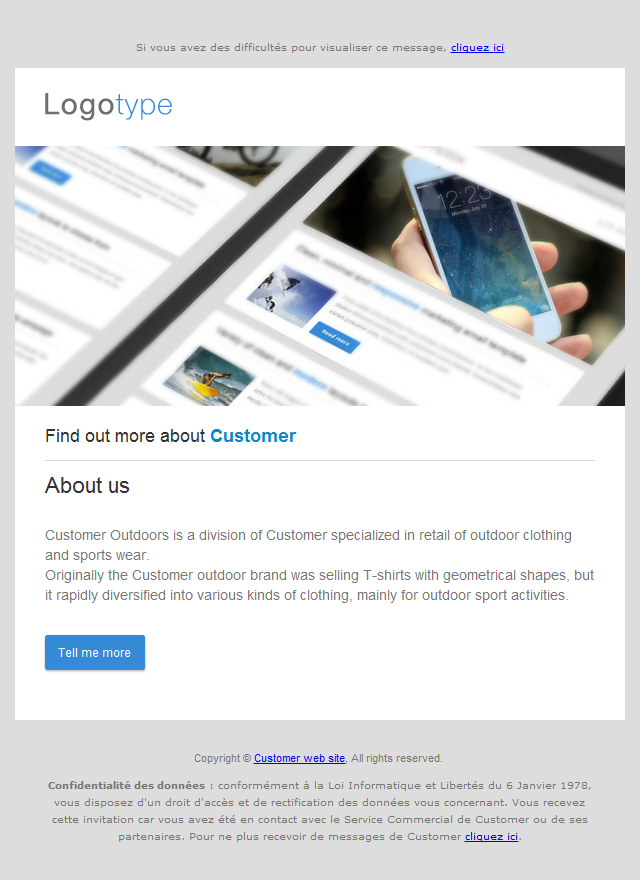 Si vous avez des difficultés pour visualiser ce message, cliquez ici
Logotype
12:30
Monday, July 29
Clean, minimal and responsive marketing email template
Read more
Variety of clean and modern
Find out more about Customer
About us
Customer Outdoors is a division of Customer specialized in retail of outdoor clothing
and sports wear.
Originally the Customer outdoor brand was selling T-shirts with geometrical shapes, but
it rapidly diversified into various kinds of clothing, mainly for outdoor sport activities.
Tell me more
Copyright © Customer web site, All rights reserved.
Confidentialité des données : conformément à la Loi Informatique et Libertés du 6 Janvier 1978,
vous disposez d'un droit d'accès et de rectification des données vous concernant. Vous recevez
cette invitation car vous avez été en contact avec le Service Commercial de Customer ou de ses
partenaires. Pour ne plus recevoir de messages de Customer cliquez ici.